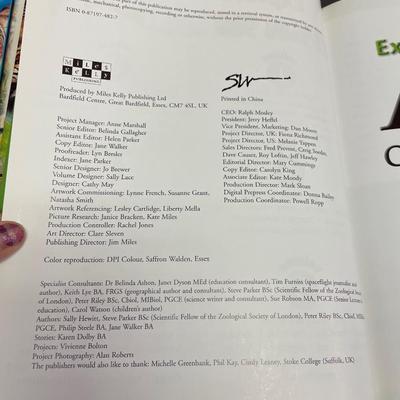 part of this publication may be reproduced, stored in a retrieval system, or transmitted
mechanical, photocopying, recording or otherwise, without the prior permission of the copyright holder.
ISBN 0-87197-482-7
MILES
KELLY
PUBLISHING
Produced by Miles Kelly Publishing Ltd
Bardfield Centre, Great Bardfield, Essex, CM7 4SL, UK
Project Manager: Anne Marshall
Senior Editor: Belinda Gallagher
Assistant Editor: Helen Parker
Copy Editor: Jane Walker
Proofreader: Lyn Bresler
Indexer: Jane Parker
Senior Designer: Jo Brewer
Volume Designer: Sally Lace
Designer: Cathy May
Artwork Commissioning: Lynne French, Susanne Grant,
Natasha Smith
Artwork Referencing: Lesley Cartlidge, Liberty Mella
Picture Research: Janice Bracken, Kate Miles
Production Controller: Rachel Jones
Art Director: Clare Sleven
Publishing Director: Jim Miles
Color reproduction: DPI Colour, Saffron Walden, Essex
SW
Printed in China
CEO: Ralph Mosley
President: Jerry Heffel
Vice President, Marketing: Dan Moore
Project Director, UK: Fiona Richmond
Project Director, US: Melanie Tappen
Sales Directors: Fred Preston, Craig Steeder,
Dave Causer, Roy Loftin, Jeff Hawley
Editorial Director: Mary Cummings
Copy Editor: Carolyn King
Associate Editor: Kate Moody
Production Director: Mark Sloan
Digital Experience Coordinator: Donna Bailey
Production Coordinator: Powell Ropp
Specialist Consultants: Dr Belinda Ashon, Janet Dyson MEd (education consultant), Tim Furniss (spaceflight journalist and
author), Keith Lye BA, FRGS (geographical author and consultant), Steve Parker BSc (Scientific Fellow of the Zoological Society
of London), Peter Riley BSc, Cbiol, MIBiol, PGCE (science writer and consultant), Sue Robson MA, PGCE (Senior Lecturer
education), Carol Watson (children's author)
Authors: Sally Hewitt, Steve Parker BSc (Scientific Fellow of the Zoological Society of London), Peter Riley BSc, Cbiol,
PGCE, Philip Steele BA, Jane Walker BA
Stories: Karen Dolby BA
Projects: Vivienne Bolton
Project Photography: Alan Roberts
The publishers would also like to thank: Michelle Greenbank, Phil Kay, Cindy Leaney, Stoke College (Suffolk, UK)
Ex